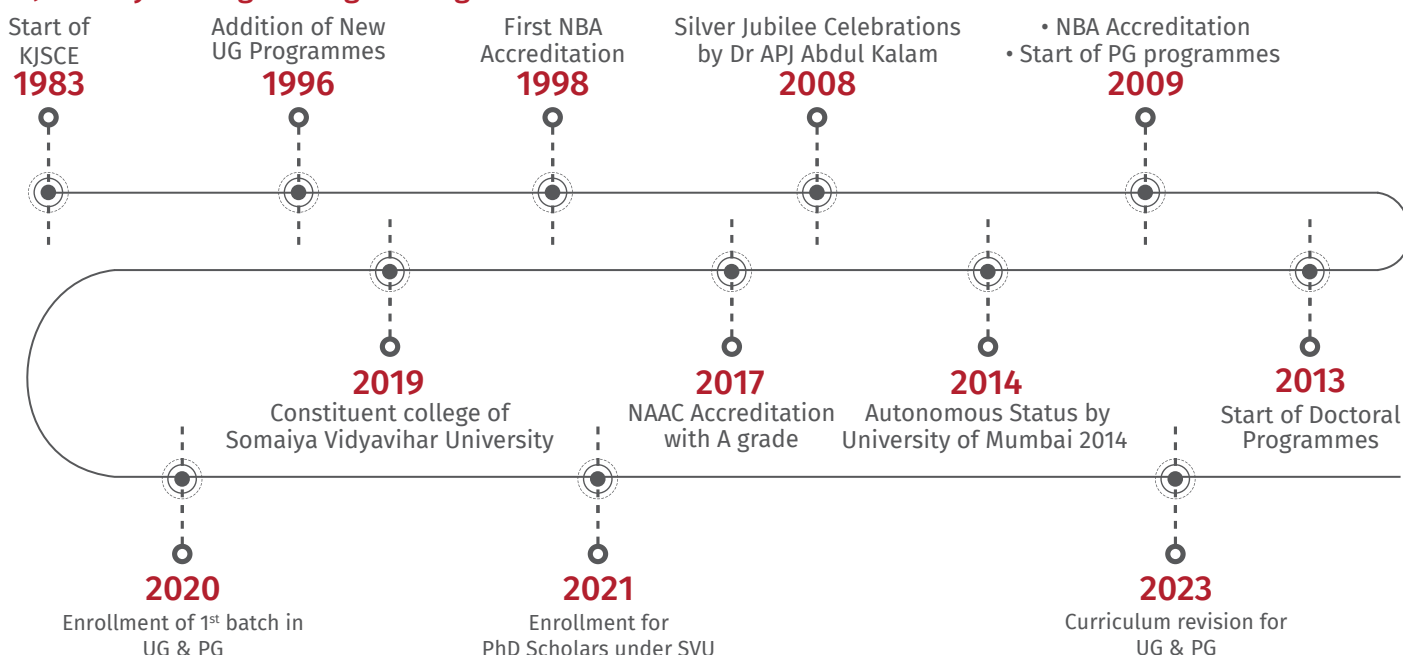 Start of
KJSCE
1983
Addition of New
UG Programmes
1996
First NBA
Accreditation
1998
Silver Jubilee Celebrations
by Dr APJ Abdul Kalam
2008
• NBA Accreditation
• Start of PG programmes
2009
2019
Constituent college of
Somaiya Vidyavihar University
2017
NAAC Accreditation
with A grade
2014
Autonomous Status by
University of Mumbai 2014
2013
Start of Doctoral
Programmes
2020
Enrollment of 1st batch in
UG & PG
2021
Enrollment for
PhD Scholars under SVU
2023
Curriculum revision for
UG & PG